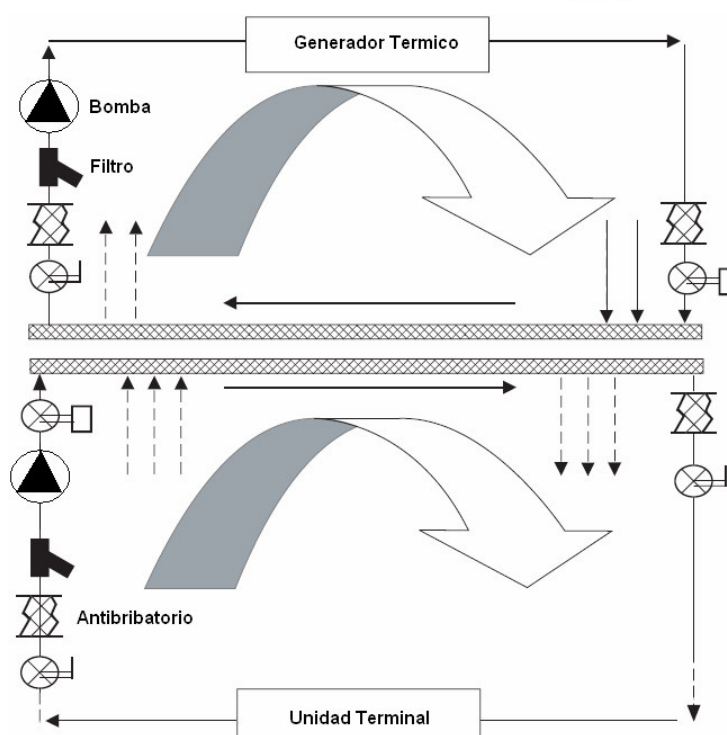 Generador Termico
Bomba
Filtro
Antibribatorio
Unidad Terminal